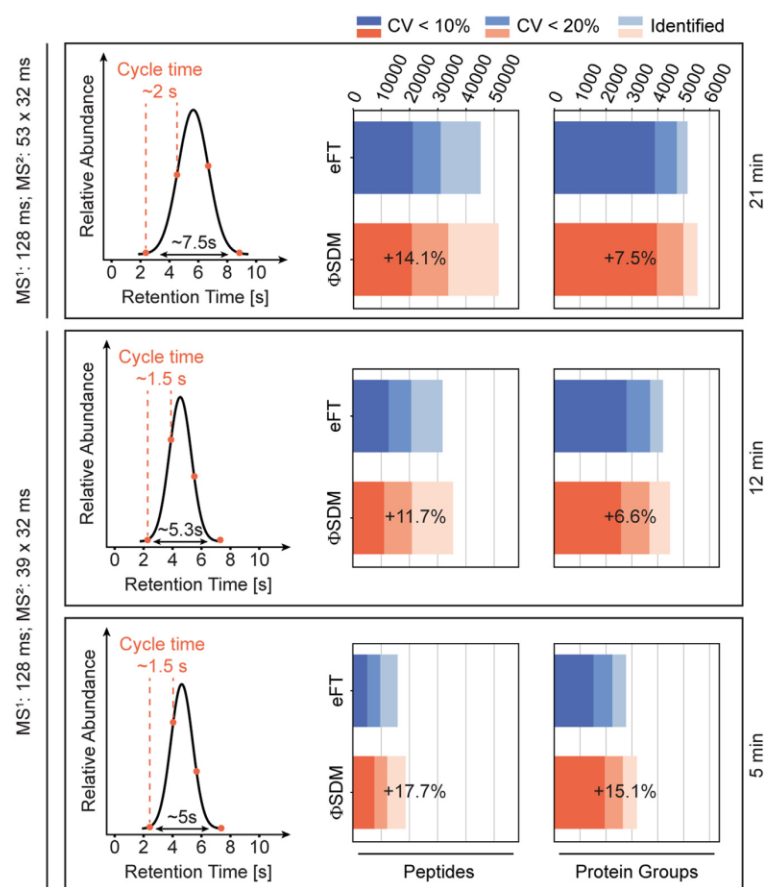 CV < 10% CV < 20% Identified
MS¹: 128 ms; MS²: 53 x 32 ms
Cycle time
~2 s
Relative Abundance
~7.5s
0 2 4 6 8 10
Retention Time [s]
0 10000 20000 30000 40000 50000
eFT
ΦSDM
+14.1%
0 1000 2000 3000 4000 5000 6000
+7.5%
21 min
MS¹: 128 ms; MS²: 39 x 32 ms
Cycle time
~1.5 s
Relative Abundance
~5.3s
0 2 4 6 8 10
Retention Time [s]
eFT
ΦSDM
+11.7%
+6.6%
12 min
Cycle time
~1.5 s
Relative Abundance
~5s
0 2 4 6 8 10
Retention Time [s]
eFT
ΦSDM
+17.7%
+15.1%
5 min
Peptides
Protein Groups